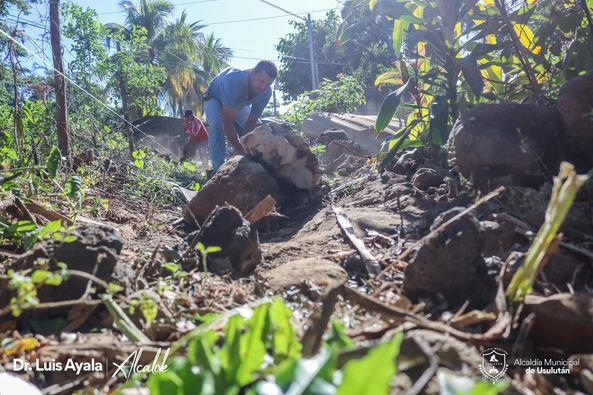 Dr. Luis Ayala Alcalde
Alcaldía Municipal
de Usulután